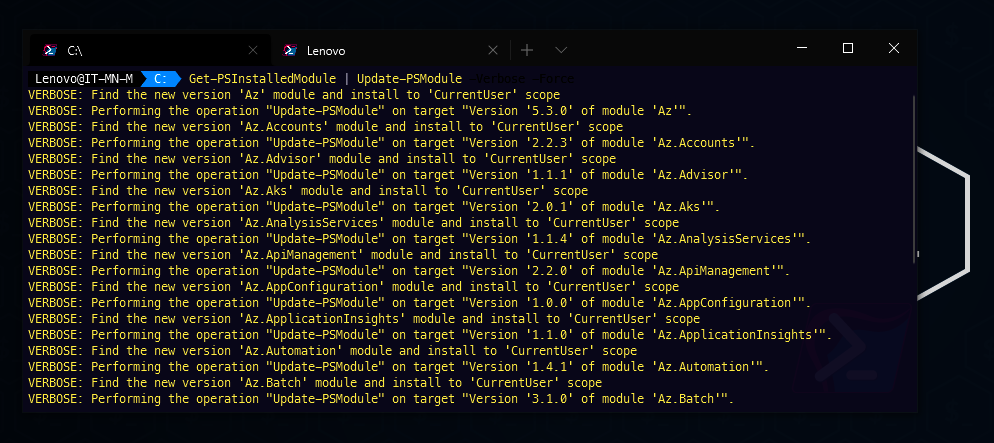 C:\
Lenovo
Lenovo@IT-MN-M C: Get-PSInstalledModule | Update-PSModule -Verbose -Force
VERBOSE: Find the new version 'Az' module and install to 'CurrentUser' scope
VERBOSE: Performing the operation "Update-PSModule" on target "Version '5.3.0' of module 'Az'".
VERBOSE: Find the new version 'Az.Accounts' module and install to 'CurrentUser' scope
VERBOSE: Performing the operation "Update-PSModule" on target "Version '2.2.3' of module 'Az.Accounts'".
VERBOSE: Find the new version 'Az.Advisor' module and install to 'CurrentUser' scope
VERBOSE: Performing the operation "Update-PSModule" on target "Version '1.1.1' of module 'Az.Advisor'".
VERBOSE: Find the new version 'Az.Aks' module and install to 'CurrentUser' scope
VERBOSE: Performing the operation "Update-PSModule" on target "Version '2.0.1' of module 'Az.Aks'".
VERBOSE: Find the new version 'Az.AnalysisServices' module and install to 'CurrentUser' scope
VERBOSE: Performing the operation "Update-PSModule" on target "Version '1.1.4' of module 'Az.AnalysisServices'".
VERBOSE: Find the new version 'Az.ApiManagement' module and install to 'CurrentUser' scope
VERBOSE: Performing the operation "Update-PSModule" on target "Version '2.2.0' of module 'Az.ApiManagement'".
VERBOSE: Find the new version 'Az.AppConfiguration' module and install to 'CurrentUser' scope
VERBOSE: Performing the operation "Update-PSModule" on target "Version '1.0.0' of module 'Az.AppConfiguration'".
VERBOSE: Find the new version 'Az.ApplicationInsights' module and install to 'CurrentUser' scope
VERBOSE: Performing the operation "Update-PSModule" on target "Version '1.1.0' of module 'Az.ApplicationInsights'".
VERBOSE: Find the new version 'Az.Automation' module and install to 'CurrentUser' scope
VERBOSE: Performing the operation "Update-PSModule" on target "Version '1.4.1' of module 'Az.Automation'".
VERBOSE: Find the new version 'Az.Batch' module and install to 'CurrentUser' scope
VERBOSE: Performing the operation "Update-PSModule" on target "Version '3.1.0' of module 'Az.Batch'".